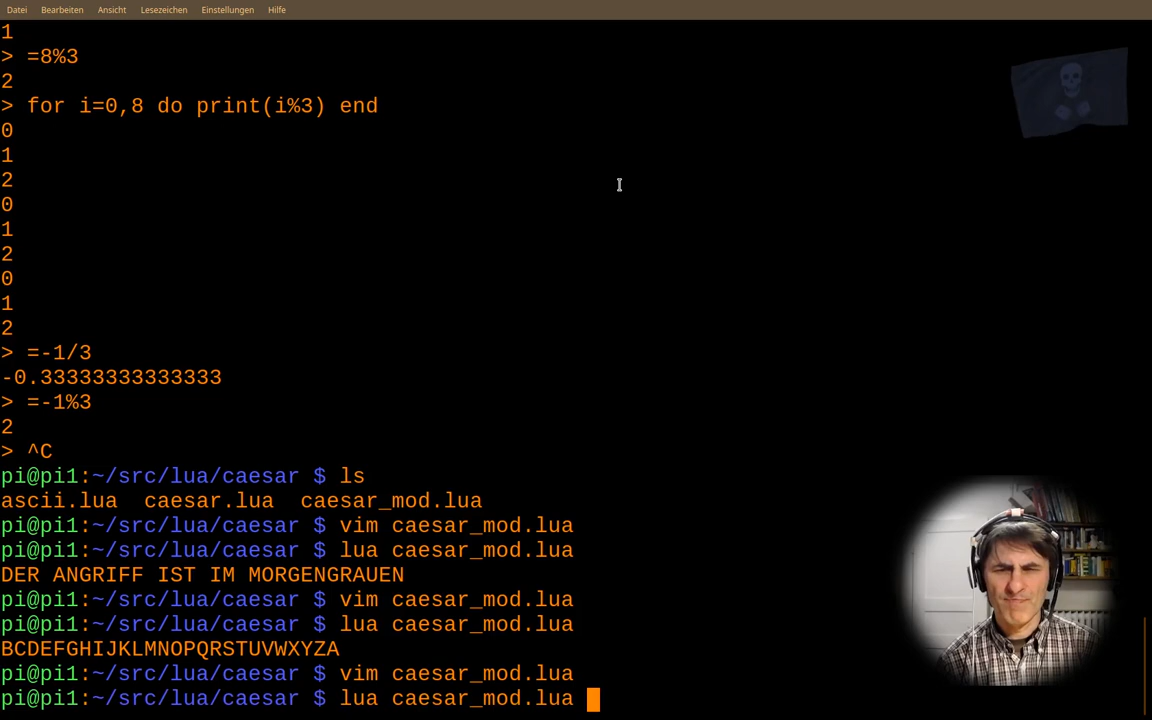 Datei Bearbeiten Ansicht Lesezeichen Einstellungen Hilfe
1
> =8%3
2
> for i=0,8 do print(i%3) end
0
1
2
0
1
2
0
1
2
> =-1/3
-0.33333333333333
> =-1%3
2
> ^C
pi@pi1:~/src/lua/caesar $ ls
ascii.lua  caesar.lua  caesar_mod.lua
pi@pi1:~/src/lua/caesar $ vim caesar_mod.lua
pi@pi1:~/src/lua/caesar $ lua caesar_mod.lua
DER ANGRIFF IST IM MORGENGRAUEN
pi@pi1:~/src/lua/caesar $ vim caesar_mod.lua
pi@pi1:~/src/lua/caesar $ lua caesar_mod.lua
BCDEFGHIJKLMNOPQRSTUVWXYZA
pi@pi1:~/src/lua/caesar $ vim caesar_mod.lua
pi@pi1:~/src/lua/caesar $ lua caesar_mod.lua